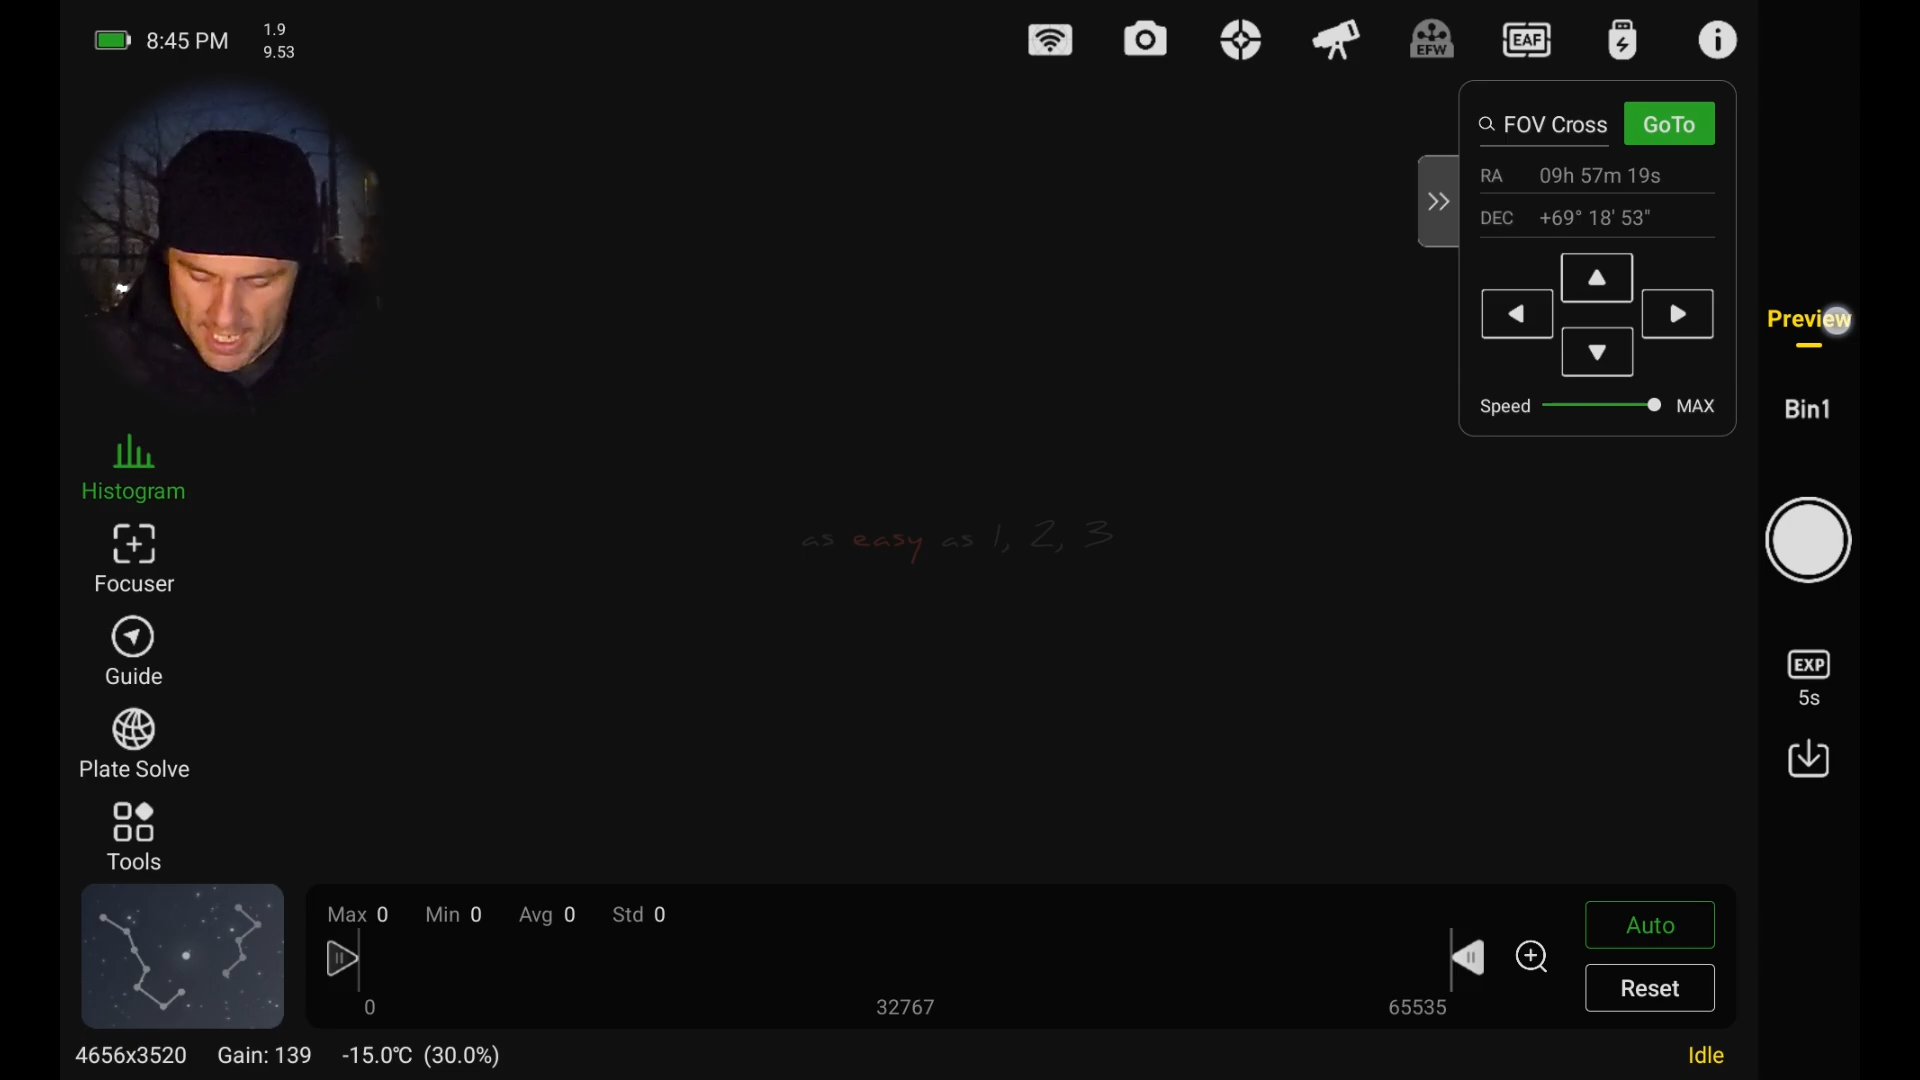 8:45 PM
1.9
9.53
EFW
EAF
FOV Cross
GoTo
RA 09h 57m 19s
DEC +69° 18' 53"
Speed MAX
Preview
Bin1
EXP
5s
Histogram
Focuser
Guide
Plate Solve
Tools
as easy as 1, 2, 3
Max 0 Min 0 Avg 0 Std 0
0 32767 65535
Auto
Reset
4656x3520 Gain: 139 -15.0℃ (30.0%)
Idle